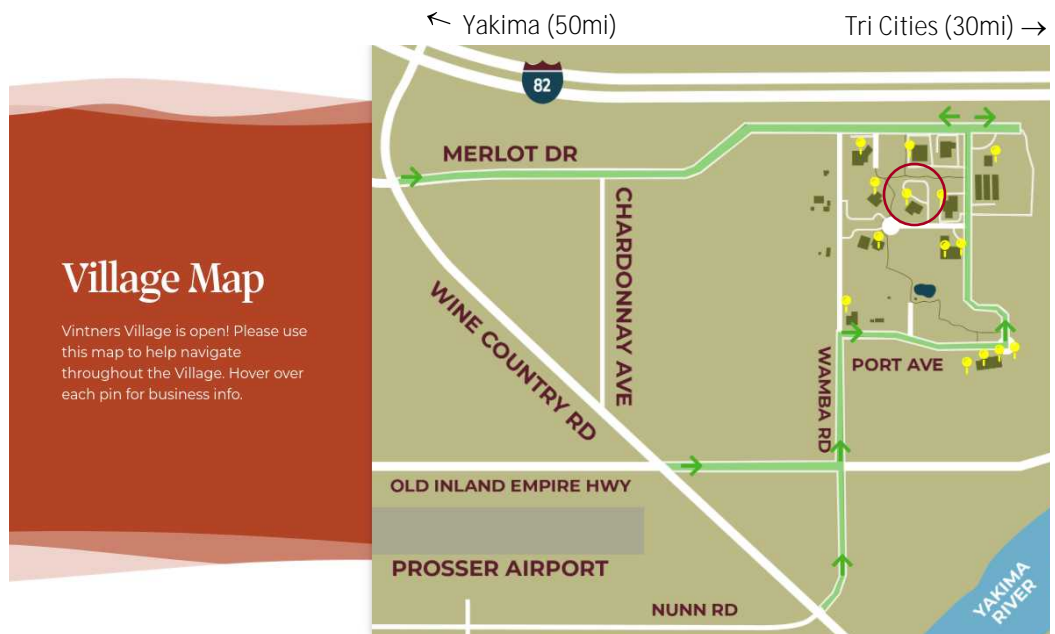 ← Yakima (50mi)
Tri Cities (30mi) →
82
MERLOT DR
CHARDONNAY AVE
WINE COUNTRY RD
WAMBA RD
PORT AVE
OLD INLAND EMPIRE HWY
PROSSER AIRPORT
NUNN RD
YAKIMA
RIVER
Village Map
Vintners Village is open! Please use
this map to help navigate
throughout the Village. Hover over
each pin for business info.